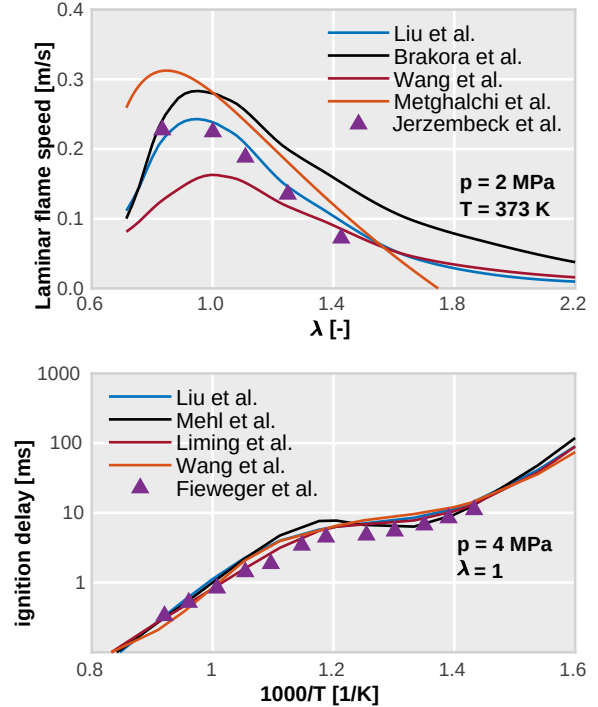 Laminar flame speed [m/s]
0.4
0.3
0.2
0.1
0.0
Liu et al.
Brakora et al.
Wang et al.
Metghalchi et al.
Jerzembeck et al.
p = 2 MPa
T = 373 K
0.6 1.0 1.4 1.8 2.2
λ [-]
ignition delay [ms]
1000
100
10
1
Liu et al.
Mehl et al.
Liming et al.
Wang et al.
Fieweger et al.
p = 4 MPa
λ = 1
0.8 1 1.2 1.4 1.6
1000/T [1/K]